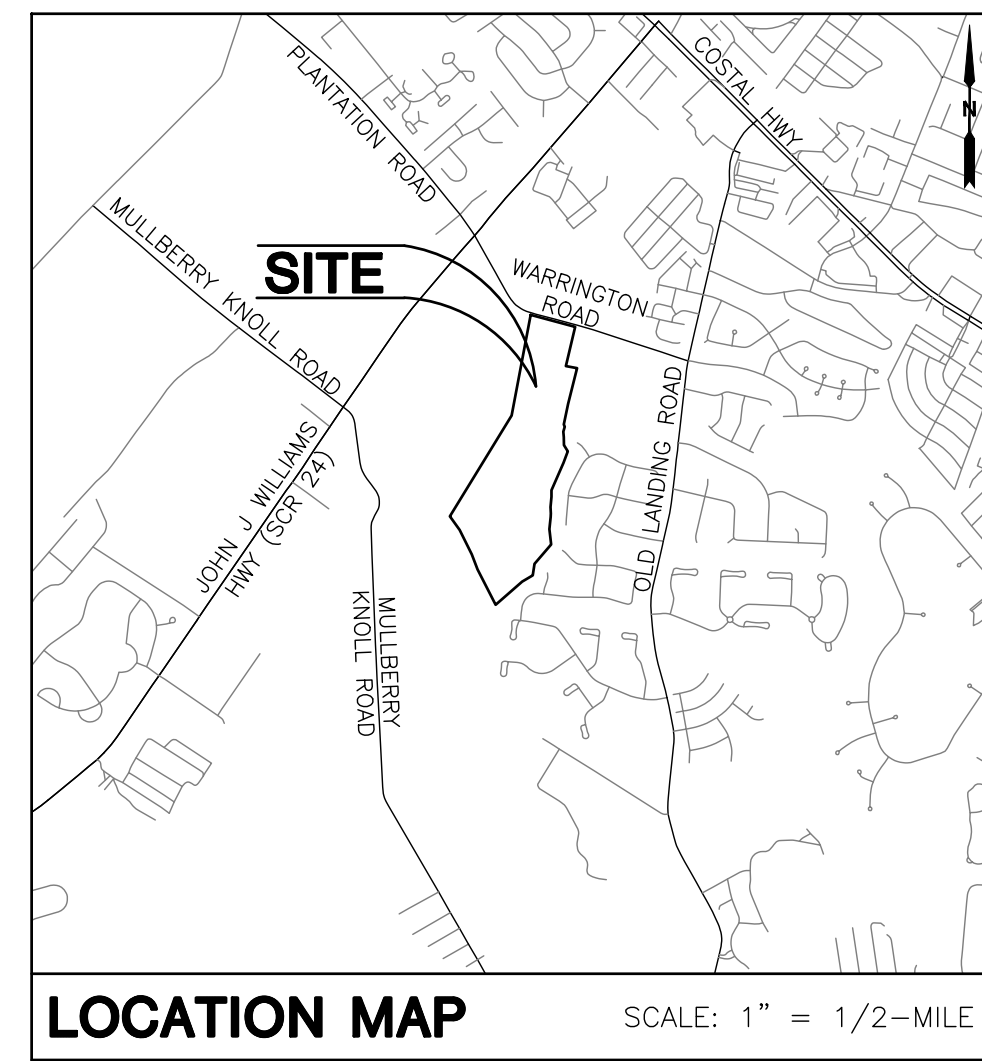 PLANTATION ROAD
COSTAL HWY
N
MULLBERRY KNOLL ROAD
SITE
WARRINGTON
ROAD
OLD LANDING ROAD
JOHN J WILLIAMS
HWY (SCR 24)
MULLBERRY
KNOLL ROAD
LOCATION MAP
SCALE: 1" = 1/2-MILE